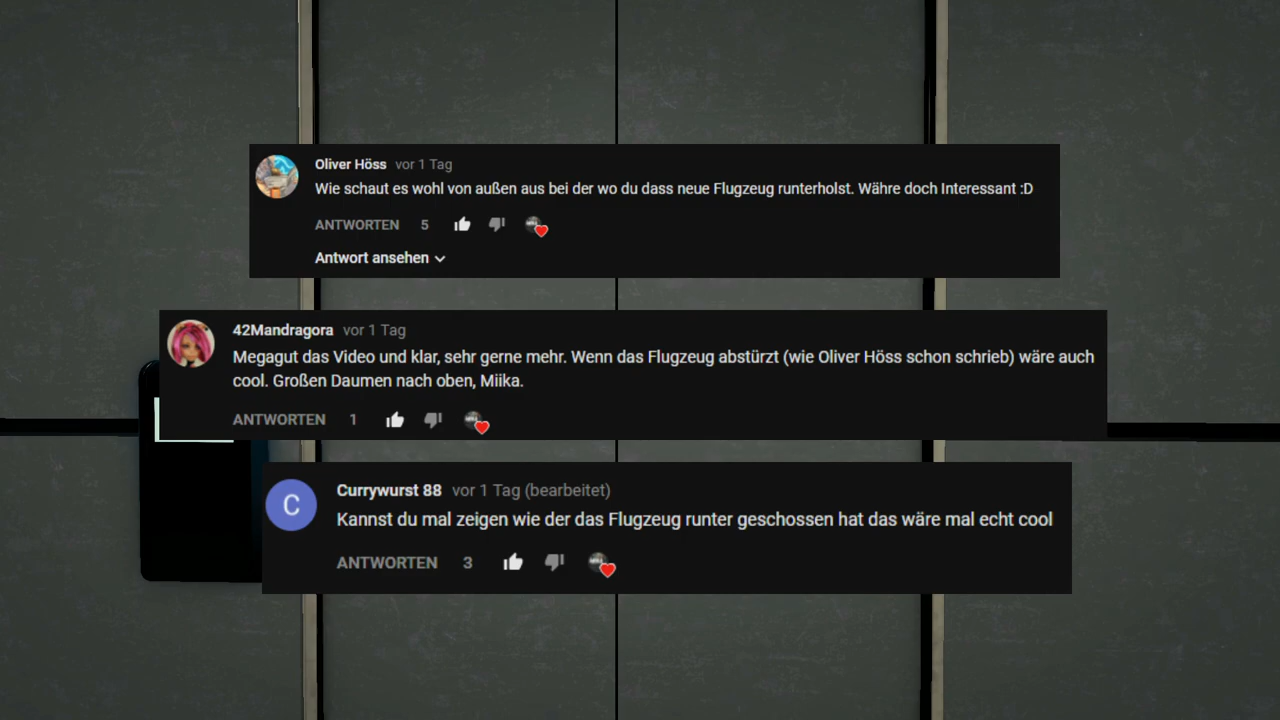 Oliver Höss vor 1 Tag
Wie schaut es wohl von außen aus bei der wo du dass neue Flugzeug runterholst. Währe doch Interessant :D
ANTWORTEN 5
Antwort ansehen
42Mandragora vor 1 Tag
Megagut das Video und klar, sehr gerne mehr. Wenn das Flugzeug abstürzt (wie Oliver Höss schon schrieb) wäre auch
cool. Großen Daumen nach oben, Miika.
ANTWORTEN 1
C
Currywurst 88 vor 1 Tag (bearbeitet)
Kannst du mal zeigen wie der das Flugzeug runter geschossen hat das wäre mal echt cool
ANTWORTEN 3